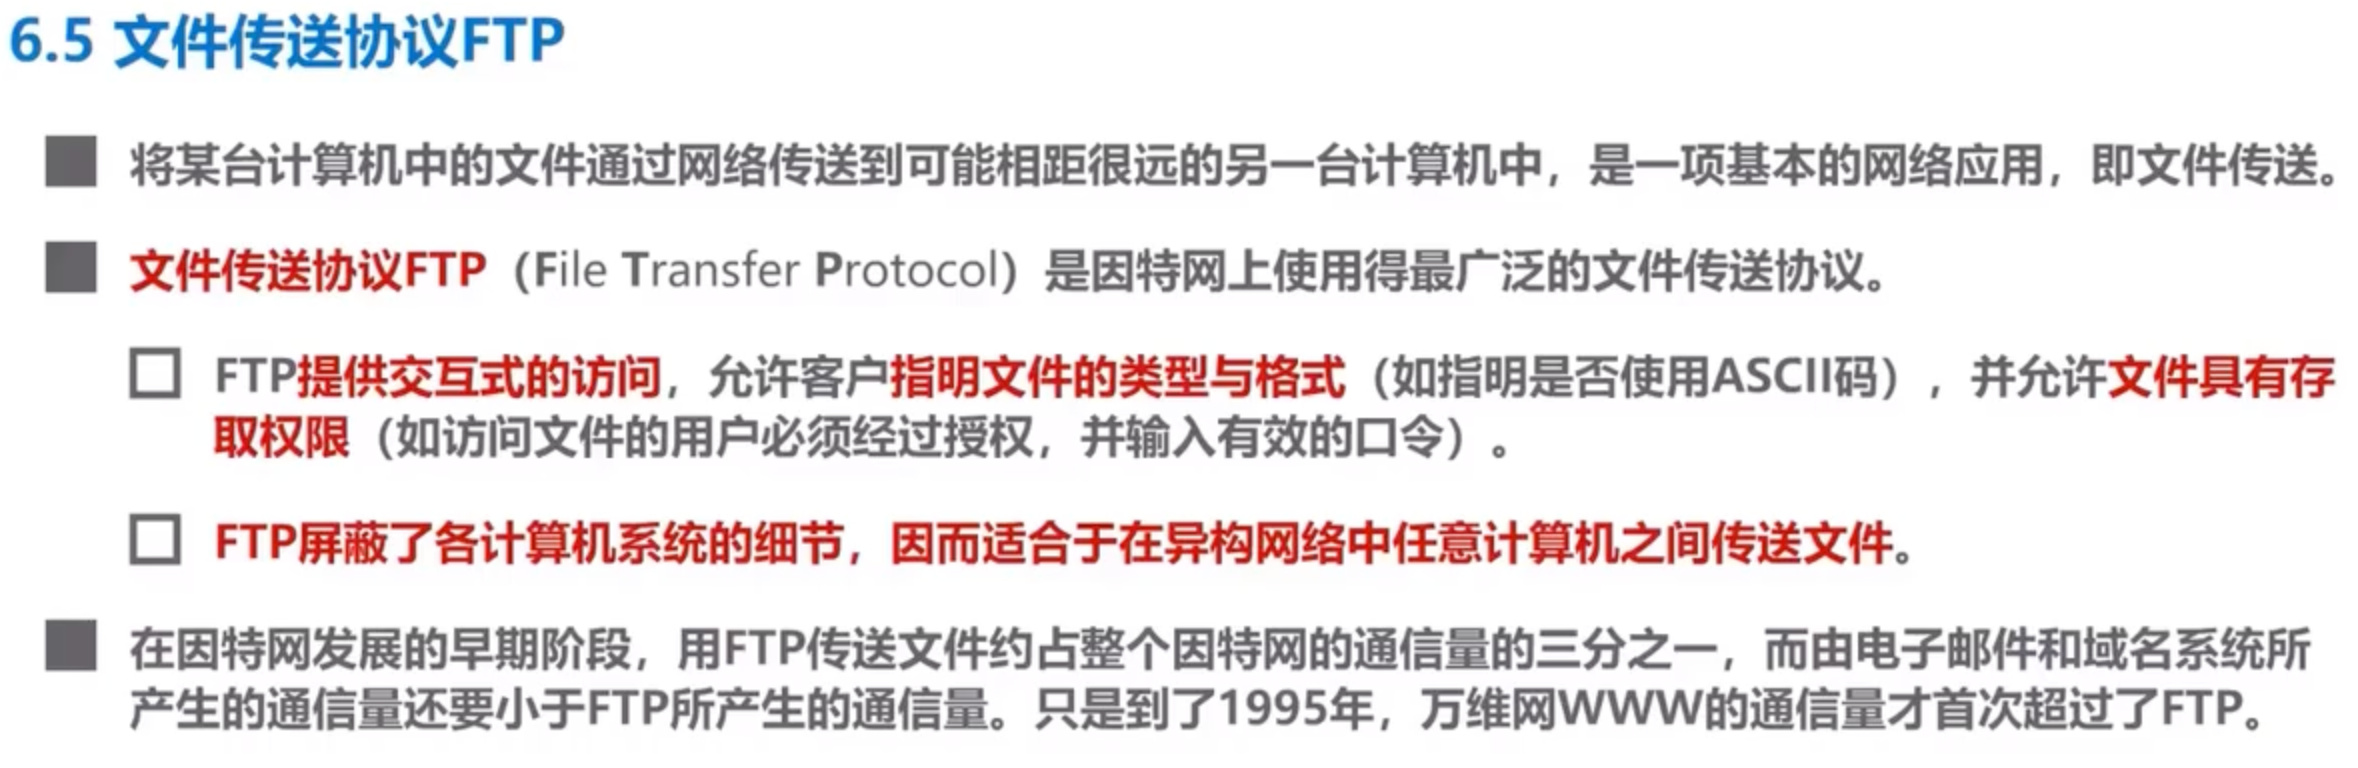 6.5 文件传送协议FTP
将某台计算机中的文件通过网络传送到可能相距很远的另一台计算机中，是一项基本的网络应用，即文件传送。
文件传送协议FTP（File Transfer Protocol）是因特网上使用得最广泛的文件传送协议。
FTP提供交互式的访问，允许客户指明文件的类型与格式（如指明是否使用ASCII码），并允许文件具有存
取权限（如访问文件的用户必须经过授权，并输入有效的口令）。
FTP屏蔽了各计算机系统的细节，因而适合于在异构网络中任意计算机之间传送文件。
在因特网发展的早期阶段，用FTP传送文件约占整个因特网的通信量的三分之一，而由电子邮件和域名系统所
产生的通信量还要小于FTP所产生的通信量。只是到了1995年，万维网WWW的通信量才首次超过了FTP。